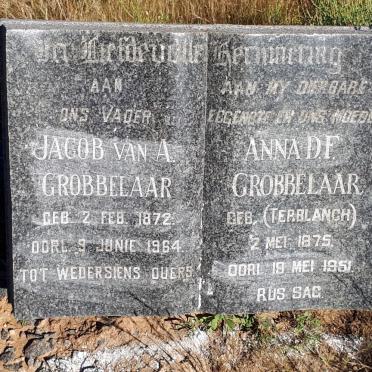 Ter Liefdevolle Herinnering
AAN
ONS VADER
JACOB VAN A.
GROBBELAAR
GEB. 2 FEB. 1872.
OORL. 9 JUNIE 1964.
TOT WEDERSIENS OUERS
AAN MY DIERBARE
EGGENOTE EN ONS MOEDER
ANNA D.F.
GROBBELAAR
GEB. (TERBLANCH)
2 MEI 1875.
OORL. 19 MEI 1951.
RUS SAG.